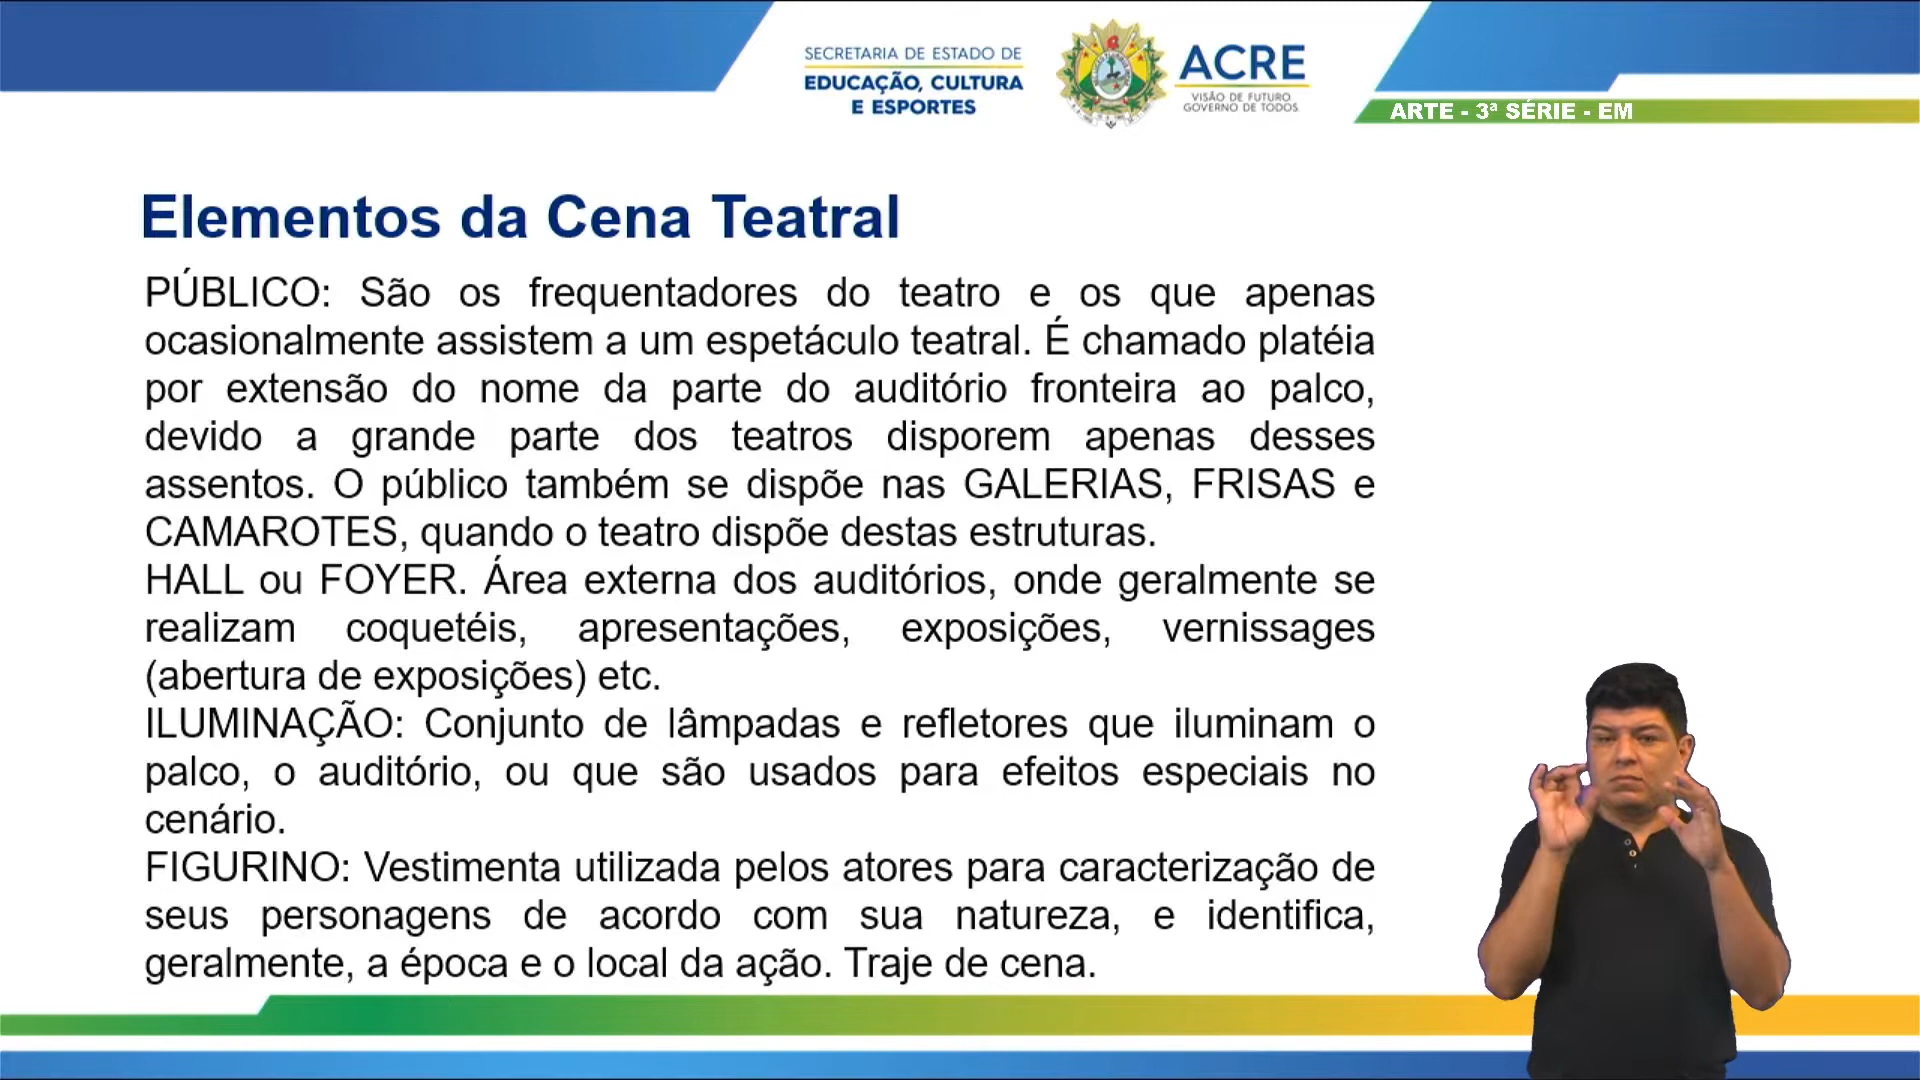 SECRETARIA DE ESTADO DE
EDUCAÇÃO, CULTURA
E ESPORTES
ACRE
VISÃO DE FUTURO
GOVERNO DE TODOS
ARTE - 3ª SÉRIE - EM
Elementos da Cena Teatral
PÚBLICO: São os frequentadores do teatro e os que apenas
ocasionalmente assistem a um espetáculo teatral. É chamado platéia
por extensão do nome da parte do auditório fronteira ao palco,
devido a grande parte dos teatros disporem apenas desses
assentos. O público também se dispõe nas GALERIAS, FRISAS e
CAMAROTES, quando o teatro dispõe destas estruturas.
HALL ou FOYER. Área externa dos auditórios, onde geralmente se
realizam coquetéis, apresentações, exposições, vernissages
(abertura de exposições) etc.
ILUMINAÇÃO: Conjunto de lâmpadas e refletores que iluminam o
palco, o auditório, ou que são usados para efeitos especiais no
cenário.
FIGURINO: Vestimenta utilizada pelos atores para caracterização de
seus personagens de acordo com sua natureza, e identifica,
geralmente, a época e o local da ação. Traje de cena.